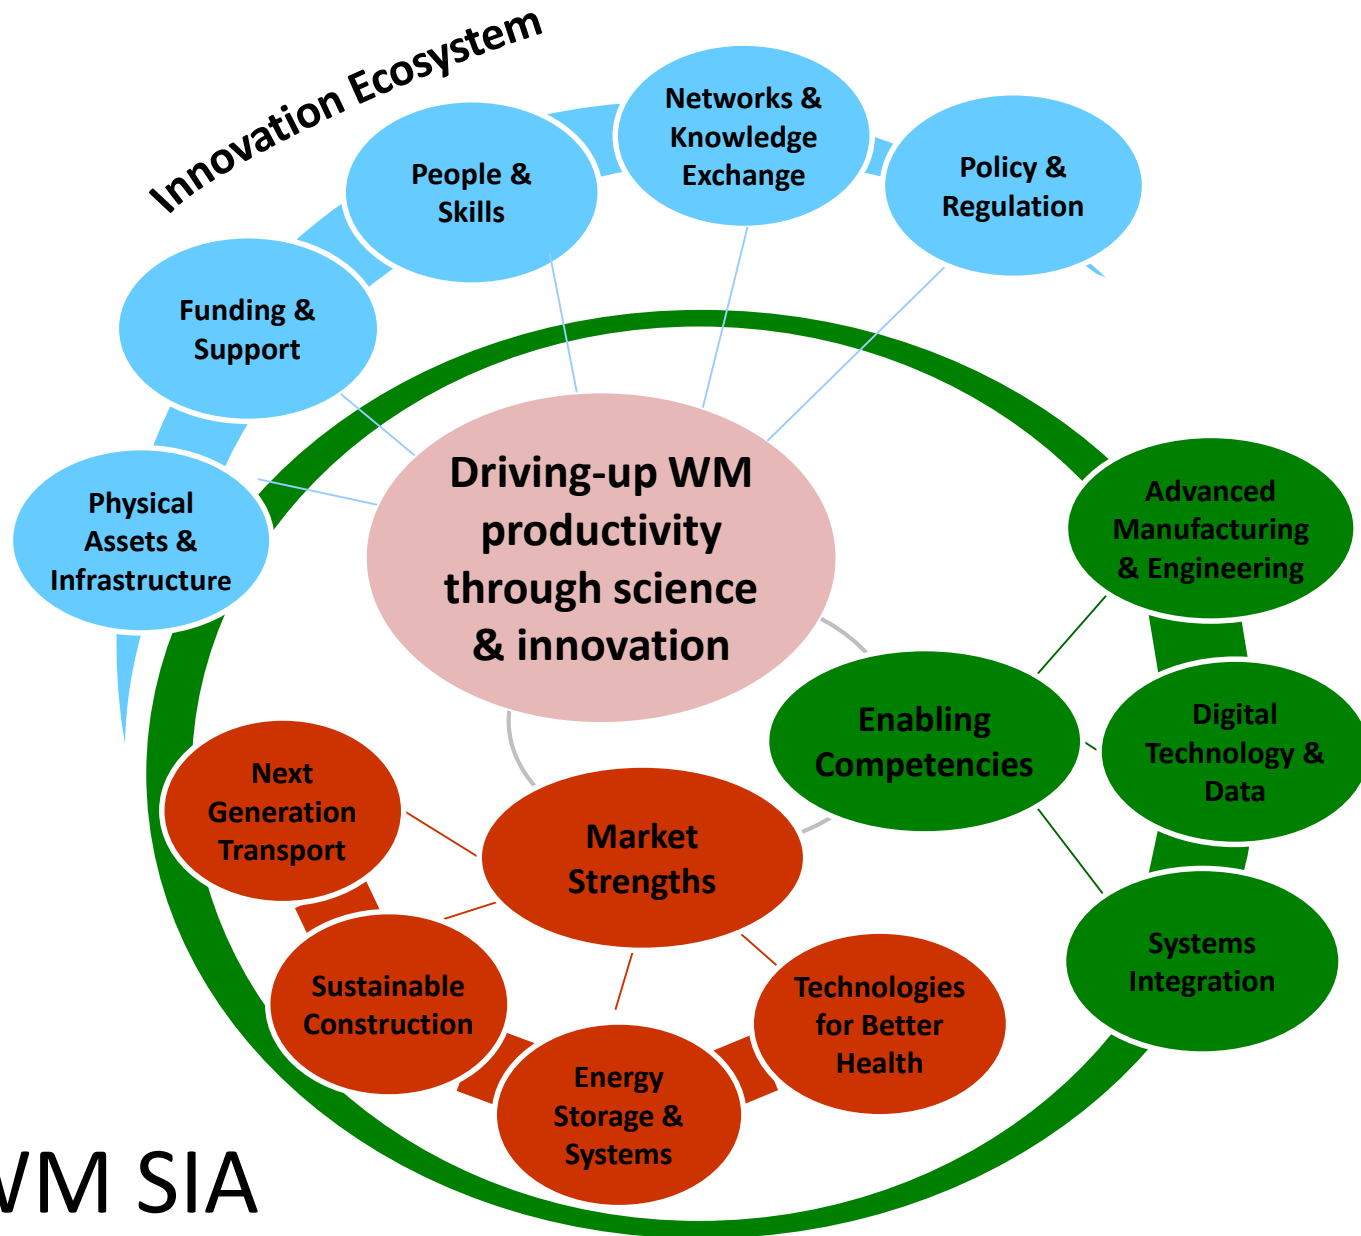 Innovation Ecosystem
Networks &
Knowledge
Exchange
People &
Skills
Policy &
Regulation
Funding &
Support
Physical
Assets &
Infrastructure
Driving-up WM
productivity
through science
& innovation
Advanced
Manufacturing
& Engineering
Enabling
Competencies
Digital
Technology &
Data
Systems
Integration
Market
Strengths
Next
Generation
Transport
Sustainable
Construction
Energy
Storage &
Systems
Technologies
for Better
Health
WM SIA